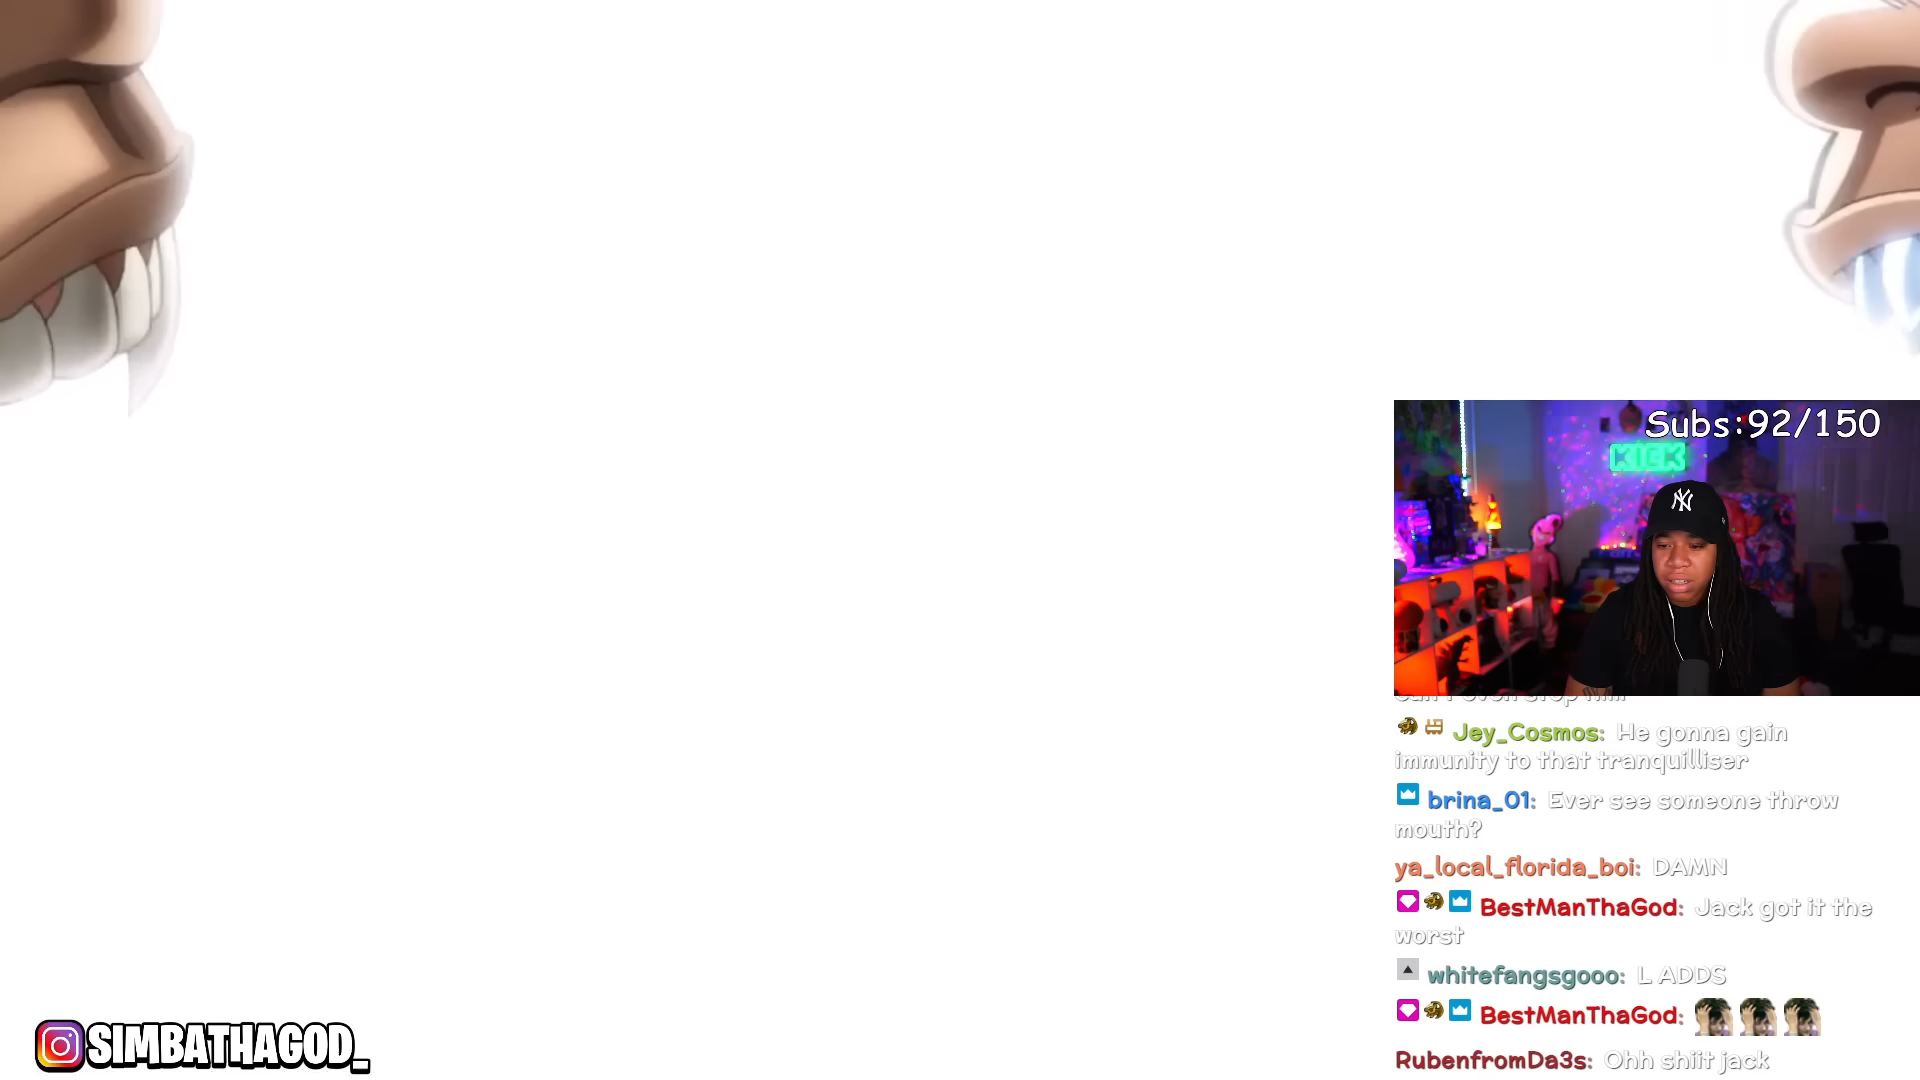 Subs:92/150
KICK
NY
Jey_Cosmos: He gonna gain
immunity to that tranquilliser
brina_01: Ever see someone throw
mouth?
ya_local_florida_boi: DAMN
BestManThaGod: Jack got it the
worst
whitefangsgooo: L ADDS
BestManThaGod:
RubenfromDa3s: Ohh shiit jack
SIMBATHAGOD_